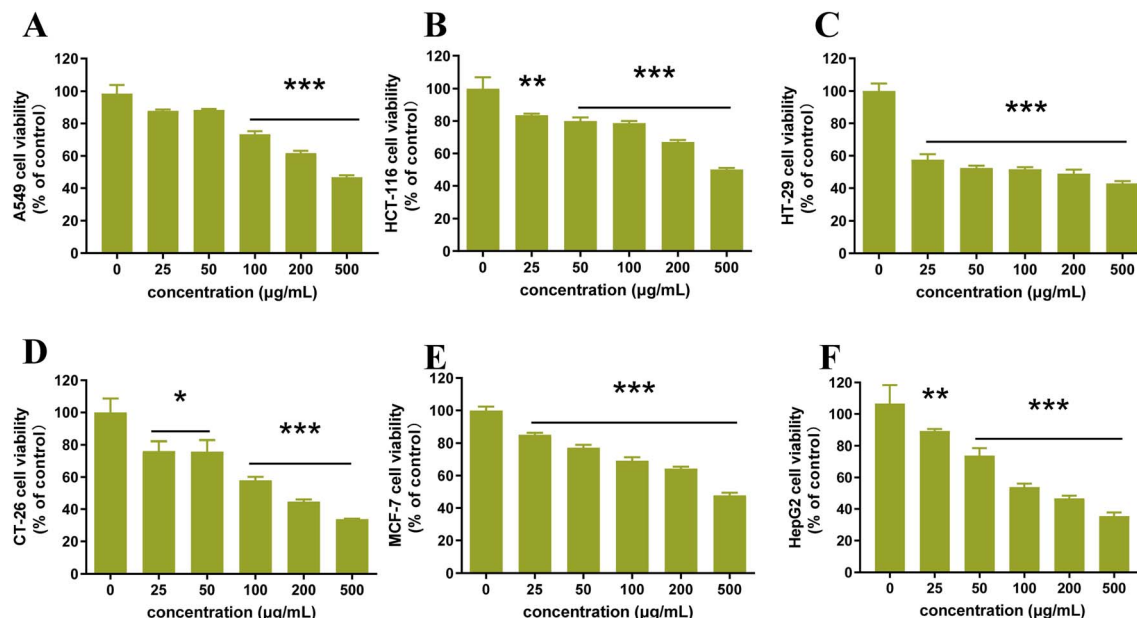 A
A549 cell viability
(% of control）
120
100
80
60
40
20
0
***
0 25 50 100 200 500
concentration (µg/mL)
B
HCT-116 cell viability
(% of control）
120
100
80
60
40
20
0
** ***
0 25 50 100 200 500
concentration (µg/mL)
C
HT-29 cell viability
(% of control）
120
100
80
60
40
20
0
***
0 25 50 100 200 500
concentration (µg/mL)
D
CT-26 cell viability
(% of control）
120
100
80
60
40
20
0
* ***
0 25 50 100 200 500
concentration (µg/mL)
E
MCF-7 cell viability
(% of control）
120
100
80
60
40
20
0
***
0 25 50 100 200 500
concentration (µg/mL)
F
HepG2 cell viability
(% of control）
120
100
80
60
40
20
0
** ***
0 25 50 100 200 500
concentration (µg/mL)